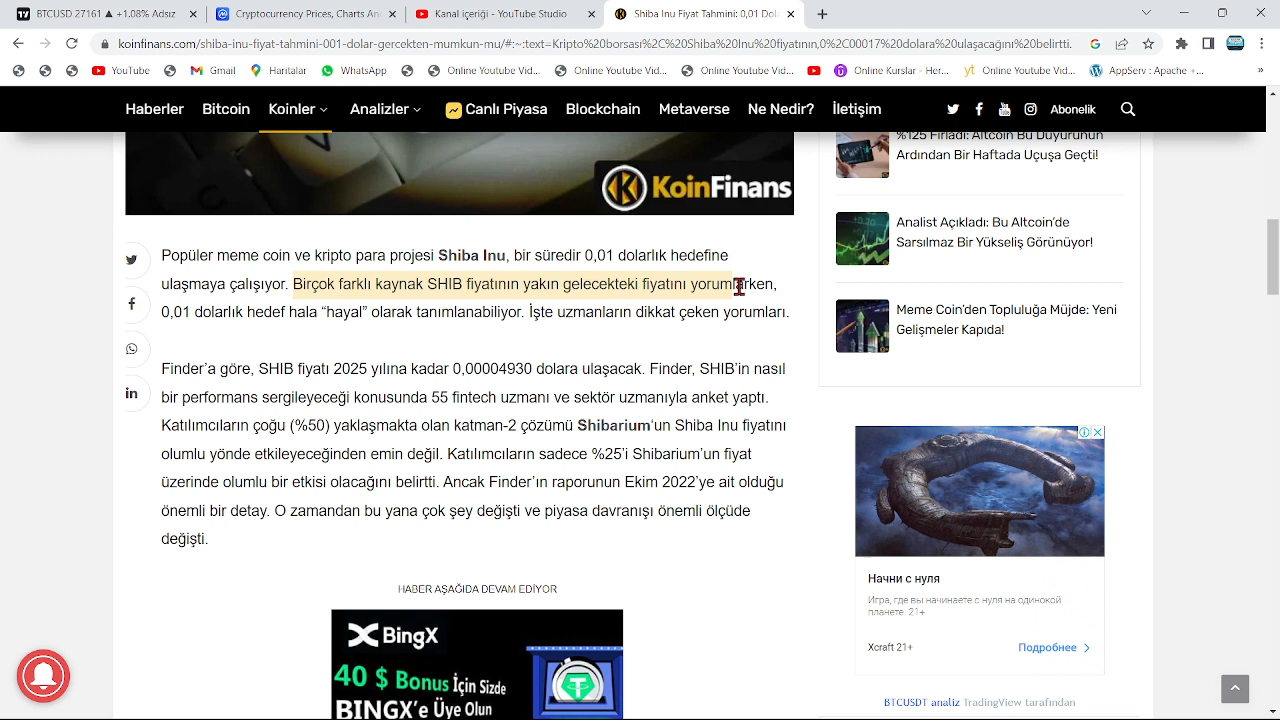 BTCUSD 27161 ▲ +1.08% Adsız
Cryptocurrency Prices, Charts An
Kanal içeriği - YouTube Studio
Shiba Inu Fiyat Tahmini: 0,01 Dola
koinfinans.com/shiba-inu-fiyat-tahmini-001-dolar-gercekten-mumkun-mu/#:~:text=Kripto%20borsası%2C%20Shiba%20Inu%20fiyatının,0%2C00017%20dolara%20ulaşacağını%20belirtti.
YouTube
Gmail
Haritalar
WhatsApp
Online Youtube Vid...
Online Youtube Vid...
Online Kurslar - Her...
Online Youtube Vid...
AppServ : Apache +...
Haberler
Bitcoin
Koinler
Analizler
Canlı Piyasa
Blockchain
Metaverse
Ne Nedir?
İletişim
Abonelik
KoinFinans
Popüler meme coin ve kripto para projesi Shiba Inu, bir süredir 0,01 dolarlık hedefine
ulaşmaya çalışıyor. Birçok farklı kaynak SHIB fiyatının yakın gelecekteki fiyatını yorumlarken,
0,01 dolarlık hedef hala “hayal” olarak tanımlanabiliyor. İşte uzmanların dikkat çeken yorumları.
Finder’a göre, SHIB fiyatı 2025 yılına kadar 0,00004930 dolara ulaşacak. Finder, SHIB’in nasıl
bir performans sergileyeceği konusunda 55 fintech uzmanı ve sektör uzmanıyla anket yaptı.
Katılımcıların çoğu (%50) yaklaşmakta olan katman-2 çözümü Shibarium‘un Shiba Inu fiyatını
olumlu yönde etkileyeceğinden emin değil. Katılımcıların sadece %25’i Shibarium’un fiyat
üzerinde olumlu bir etkisi olacağını belirtti. Ancak Finder’ın raporunun Ekim 2022’ye ait olduğu
önemli bir detay. O zamandan bu yana çok şey değişti ve piyasa davranışı önemli ölçüde
değişti.
HABER AŞAĞIDA DEVAM EDİYOR
BingX
40 $ Bonus İçin Sizde
BINGX’e Üye Olun
%125 Fırladı: Altcoin Bu Duyurunun
Ardından Bir Haftada Uçuşa Geçti!
Analist Açıkladı: Bu Altcoin’de
Sarsılmaz Bir Yükseliş Görünüyor!
Meme Coin’den Topluluğa Müjde: Yeni
Gelişmeler Kapıda!
Начни с нуля
Игра, где вы начинаете с нуля на одинокой
планете. 21+
Xcraft 21+
Подробнее
BTCUSDT analiz TradingView tarafından